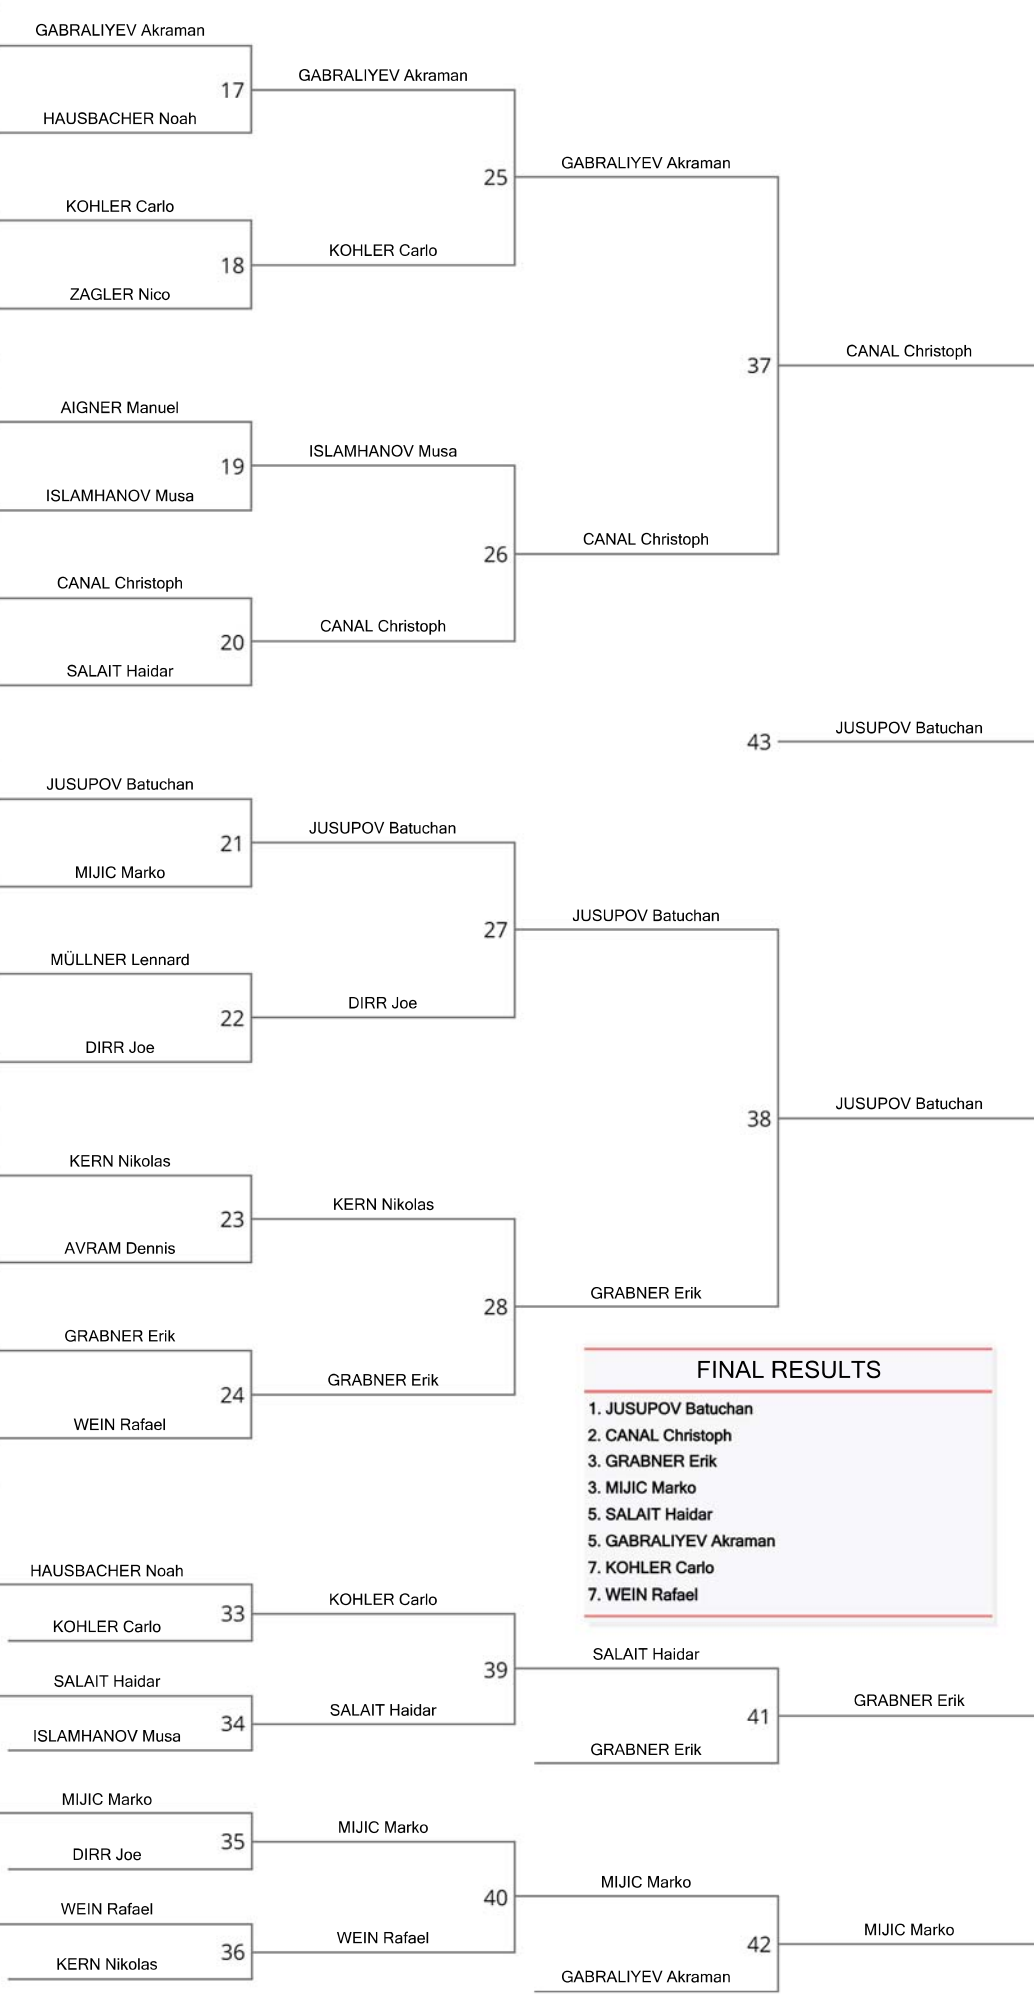 GABRALIYEV Akraman
17
GABRALIYEV Akraman
HAUSBACHER Noah
25
GABRALIYEV Akraman
KOHLER Carlo
18
KOHLER Carlo
ZAGLER Nico
37
CANAL Christoph
AIGNER Manuel
19
ISLAMHANOV Musa
ISLAMHANOV Musa
26
CANAL Christoph
CANAL Christoph
20
CANAL Christoph
SALAIT Haidar
43
JUSUPOV Batuchan
JUSUPOV Batuchan
21
JUSUPOV Batuchan
MIJIC Marko
27
JUSUPOV Batuchan
MÜLLNER Lennard
22
DIRR Joe
DIRR Joe
38
JUSUPOV Batuchan
KERN Nikolas
23
KERN Nikolas
AVRAM Dennis
28
GRABNER Erik
GRABNER Erik
24
GRABNER Erik
WEIN Rafael
FINAL RESULTS
1. JUSUPOV Batuchan
2. CANAL Christoph
3. GRABNER Erik
3. MIJIC Marko
5. SALAIT Haidar
5. GABRALIYEV Akraman
7. KOHLER Carlo
7. WEIN Rafael
HAUSBACHER Noah
33
KOHLER Carlo
KOHLER Carlo
39
SALAIT Haidar
SALAIT Haidar
34
SALAIT Haidar
ISLAMHANOV Musa
41
GRABNER Erik
GRABNER Erik
MIJIC Marko
35
MIJIC Marko
DIRR Joe
40
MIJIC Marko
WEIN Rafael
36
WEIN Rafael
KERN Nikolas
42
MIJIC Marko
GABRALIYEV Akraman